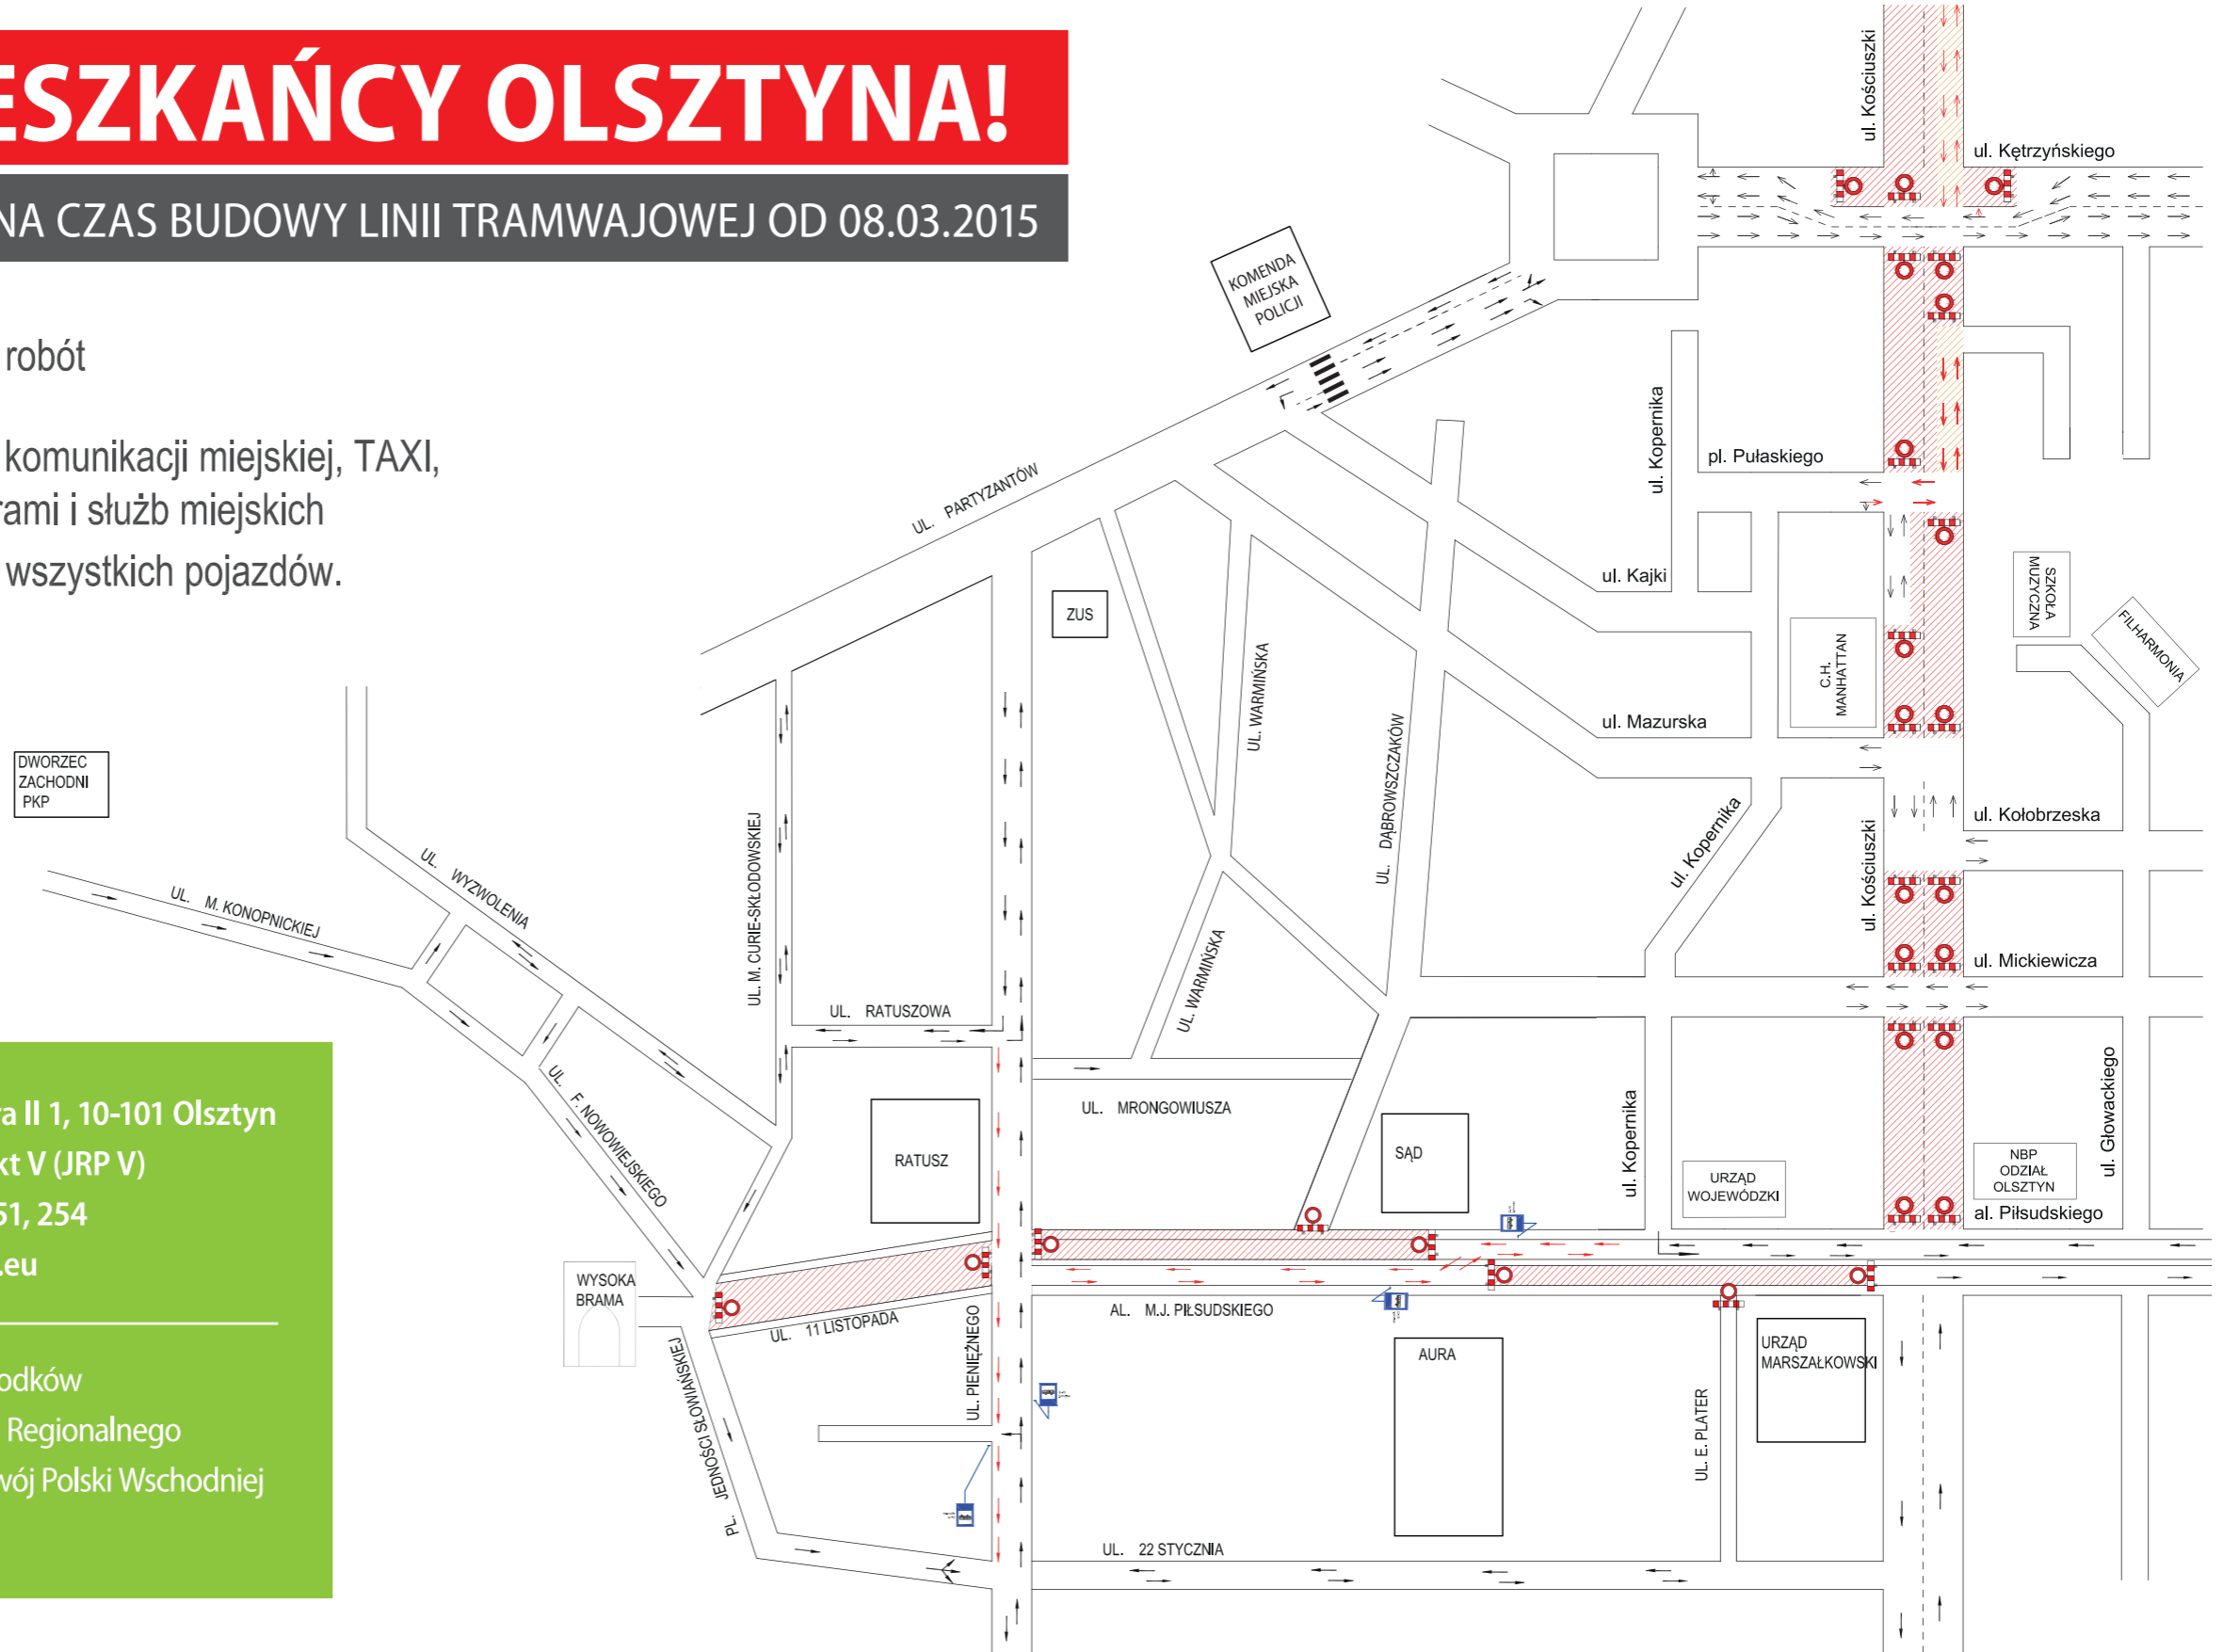 ESZKAŃCY OLSZTYNA!
NA CZAS BUDOWY LINII TRAMWAJOWEJ OD 08.03.2015
robót
komunikacji miejskiej, TAXI,
rami i służb miejskich
wszystkich pojazdów.
ul. Kościuszki
ul. Kętrzyńskiego
KOMENDA
MIEJSKA
POLICJI
ul. Kopernika
pl. Pułaskiego
UL. PARTYZANTÓW
ul. Kajki
ZUS
SZKOŁA
MUZYCZNA
FILHARMONIA
C.H.
MANHATTAN
UL. WARMIŃSKA
ul. Mazurska
UL. DĄBROWSZCZAKÓW
DWORZEC
ZACHODNI
PKP
UL. M. CURIE-SKŁODOWSKIEJ
ul. Kopernika
ul. Kościuszki
ul. Kołobrzeska
UL. WYZWOLENIA
UL. M. KONOPNICKIEJ
UL. WARMIŃSKA
ul. Mickiewicza
UL. RATUSZOWA
UL. F. NOWOWIEJSKIEGO
UL. MRONGOWIUSZA
RATUSZ
SĄD
ul. Kopernika
URZĄD
WOJEWÓDZKI
NBP
ODZIAŁ
OLSZTYN
ul. Głowackiego
al. Piłsudskiego
WYSOKA
BRAMA
UL. 11 LISTOPADA
AL. M.J. PIŁSUDSKIEGO
UL. PIENIĘŻNEGO
PL. JEDNOŚCI SŁOWIAŃSKIEJ
AURA
URZĄD
MARSZAŁKOWSKI
UL. E. PLATER
UL. 22 STYCZNIA
ra II 1, 10-101 Olsztyn
kt V (JRP V)
51, 254
.eu
odków
Regionalnego
wój Polski Wschodniej